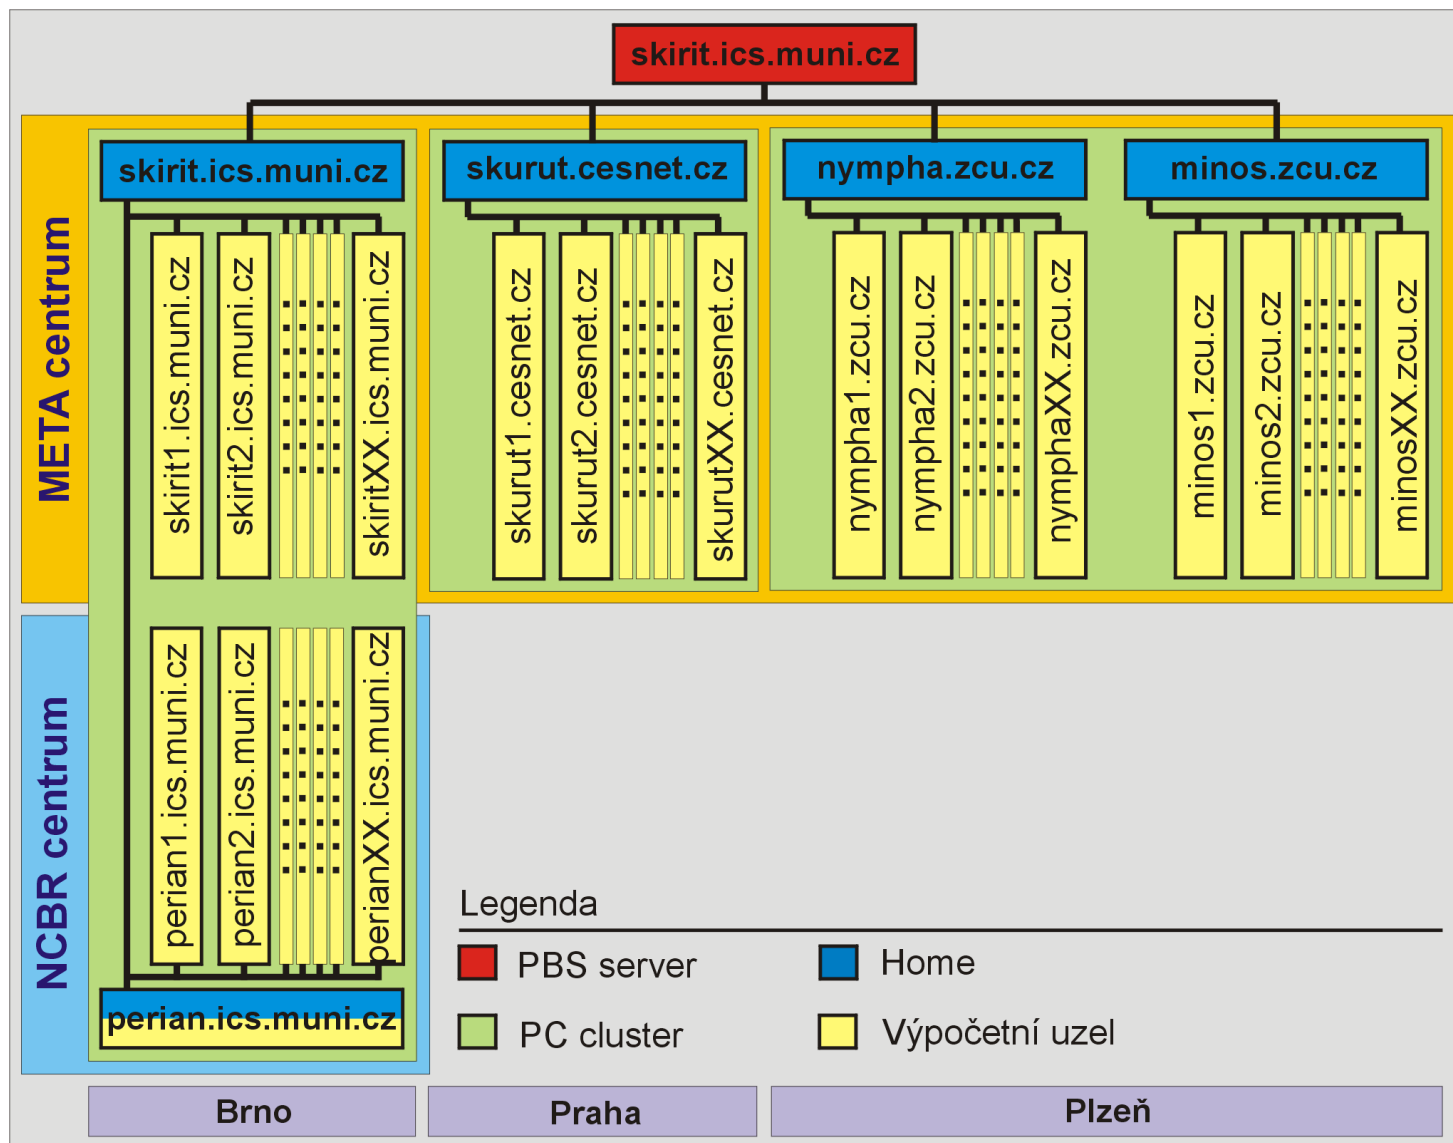 skirit.ics.muni.cz
skirit.ics.muni.cz
skurut.cesnet.cz
nympha.zcu.cz
minos.zcu.cz
META centrum
skirit1.ics.muni.cz
skirit2.ics.muni.cz
skiritXX.ics.muni.cz
skurut1.cesnet.cz
skurut2.cesnet.cz
skurutXX.cesnet.cz
nympha1.zcu.cz
nympha2.zcu.cz
nymphaXX.zcu.cz
minos1.zcu.cz
minos2.zcu.cz
minosXX.zcu.cz
NCBR centrum
perian1.ics.muni.cz
perian2.ics.muni.cz
perianXX.ics.muni.cz
perian.ics.muni.cz
Legenda
PBS server
Home
PC cluster
Výpočetní uzel
Brno
Praha
Plzeň